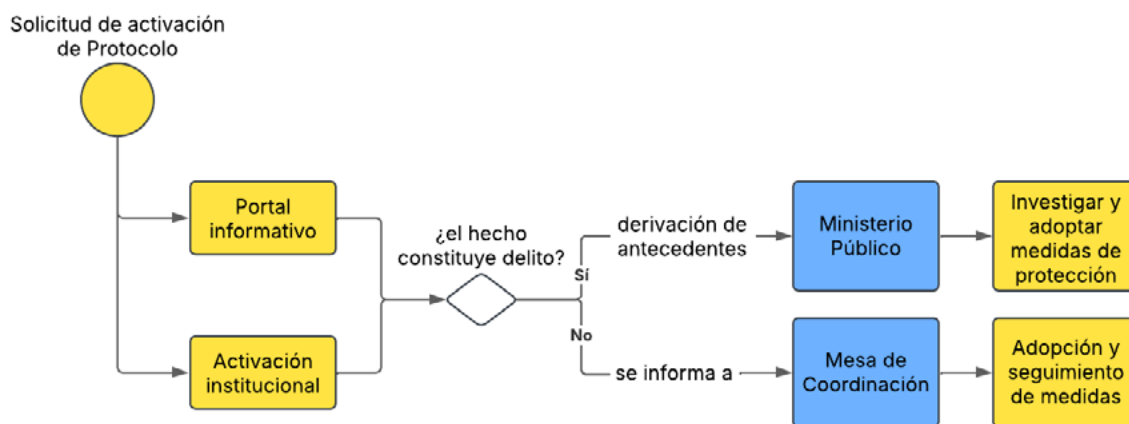 Solicitud de activación
de Protocolo
Portal
informativo
Activación
institucional
¿el hecho
constituye delito?
Sí
derivación de
antecedentes
Ministerio
Público
Investigar y
adoptar
medidas de
protección
No
se informa a
Mesa de
Coordinación
Adopción y
seguimiento
de medidas